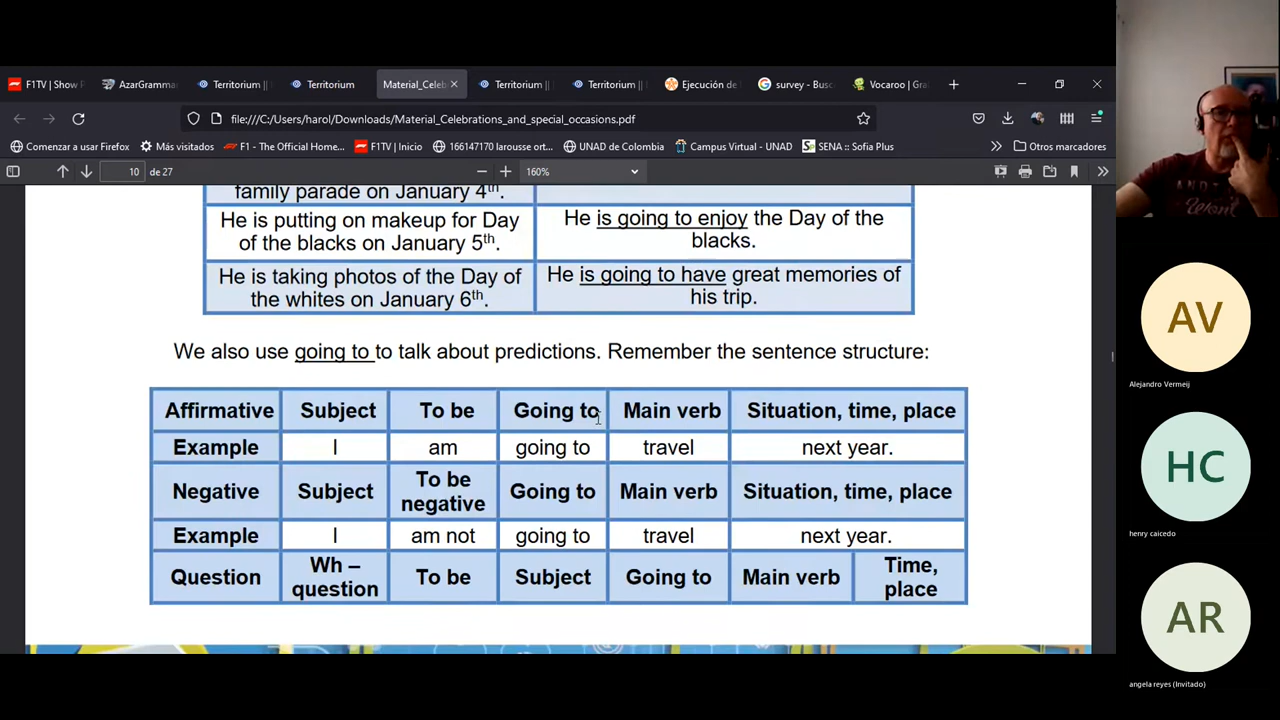 F1TV | Show P
AzarGramma
Territorium ||
Territorium
Material_Celeb
Territorium ||
Territorium ||
Ejecución de
survey - Busc
Vocaroo | Gra
file:///C:/Users/harol/Downloads/Material_Celebrations_and_special_occasions.pdf
Comenzar a usar Firefox
Más visitados
F1 - The Official Home...
F1TV | Inicio
166147170 larousse ort...
UNAD de Colombia
Campus Virtual - UNAD
SENA :: Sofia Plus
Otros marcadores
10 de 27
160%
family parade on January 4th.
He is putting on makeup for Day
of the blacks on January 5th.
He is going to enjoy the Day of the
blacks.
He is taking photos of the Day of
the whites on January 6th.
He is going to have great memories of
his trip.
We also use going to to talk about predictions. Remember the sentence structure:
Affirmative Subject To be Going to Main verb Situation, time, place
Example I am going to travel next year.
Negative Subject To be negative Going to Main verb Situation, time, place
Example I am not going to travel next year.
Question Wh – question To be Subject Going to Main verb Time, place
AV
Alejandro Vermeij
HC
henry caicedo
AR
angela reyes (Invitado)